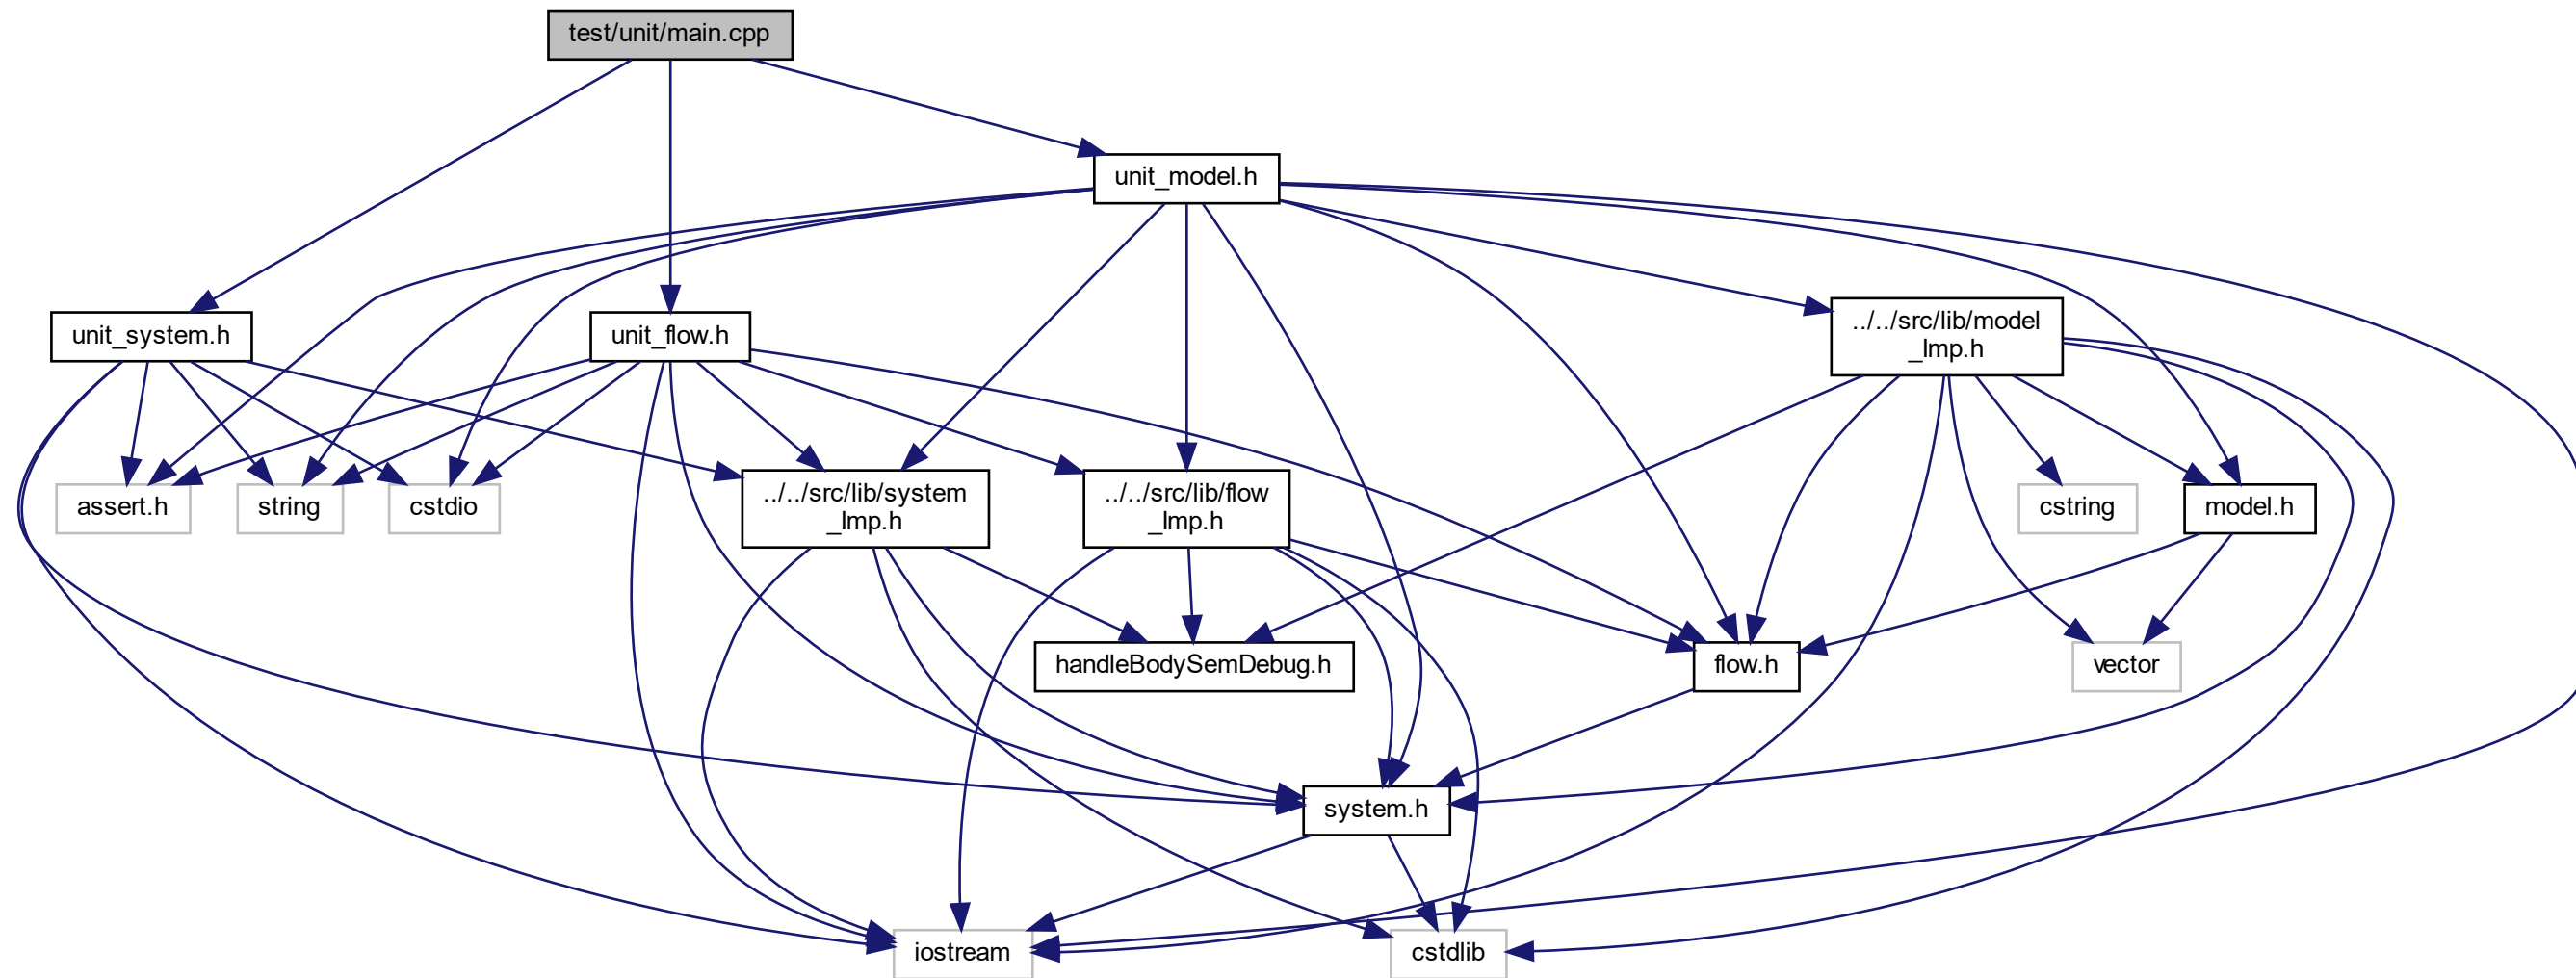 test/unit/main.cpp
unit_model.h
unit_system.h
unit_flow.h
../../src/lib/model
_Imp.h
assert.h
string
cstdio
../../src/lib/system
_Imp.h
../../src/lib/flow
_Imp.h
cstring
model.h
handleBodySemDebug.h
flow.h
vector
system.h
iostream
cstdlib